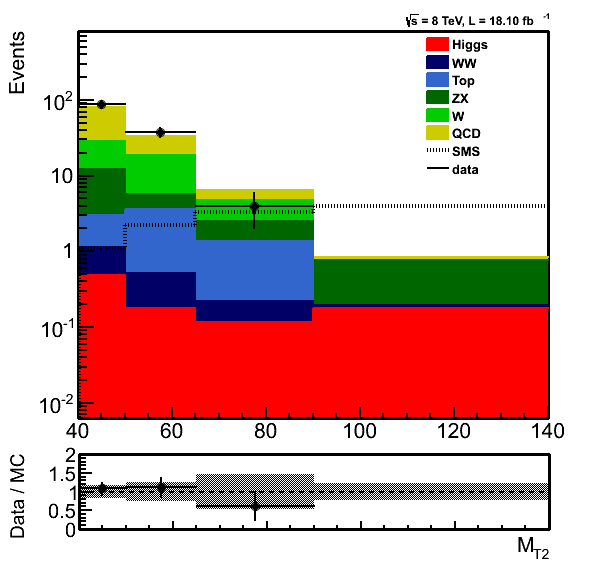 √s = 8 TeV, L = 18.10 fb⁻¹
Events
Higgs
WW
Top
ZX
W
QCD
SMS
data
10²
10
1
10⁻¹
10⁻²
40 60 80 100 120 140
Data / MC
2
1.5
1
0.5
0
M_T2